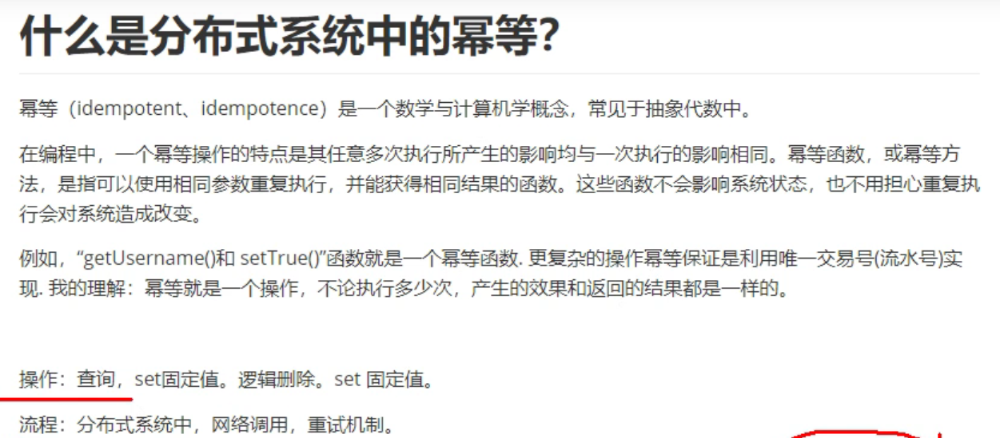 什么是分布式系统中的幂等？
幂等（idempotent、idempotence）是一个数学与计算机学概念，常见于抽象代数中。
在编程中，一个幂等操作的特点是其任意多次执行所产生的影响均与一次执行的影响相同。幂等函数，或幂等方
法，是指可以使用相同参数重复执行，并能获得相同结果的函数。这些函数不会影响系统状态，也不用担心重复执
行会对系统造成改变。
例如，“getUsername()和 setTrue()”函数就是一个幂等函数. 更复杂的操作幂等保证是利用唯一交易号(流水号)实
现. 我的理解：幂等就是一个操作，不论执行多少次，产生的效果和返回的结果都是一样的。
操作：查询，set固定值。逻辑删除。set 固定值。
流程：分布式系统中，网络调用，重试机制。